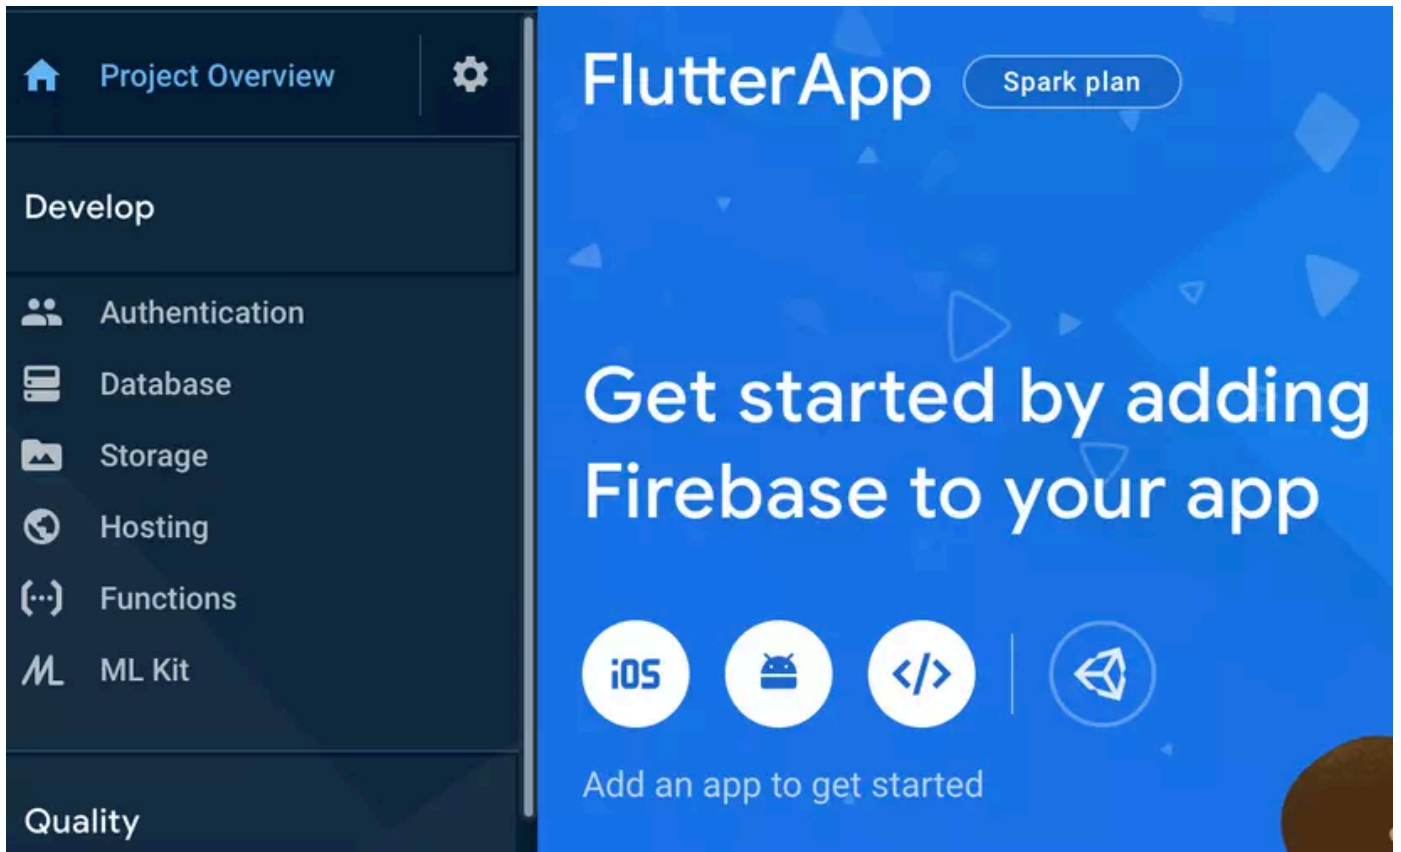 Project Overview
Develop
Authentication
Database
Storage
Hosting
Functions
ML Kit
Quality
FlutterApp
Spark plan
Get started by adding
Firebase to your app
iOS
</>
Add an app to get started